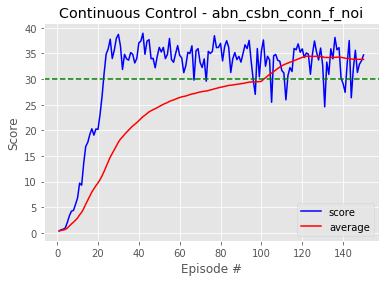 Continuous Control - abn_csbn_conn_f_noi
Score
40
35
30
25
20
15
10
5
0
0 20 40 60 80 100 120 140
Episode #
score
average